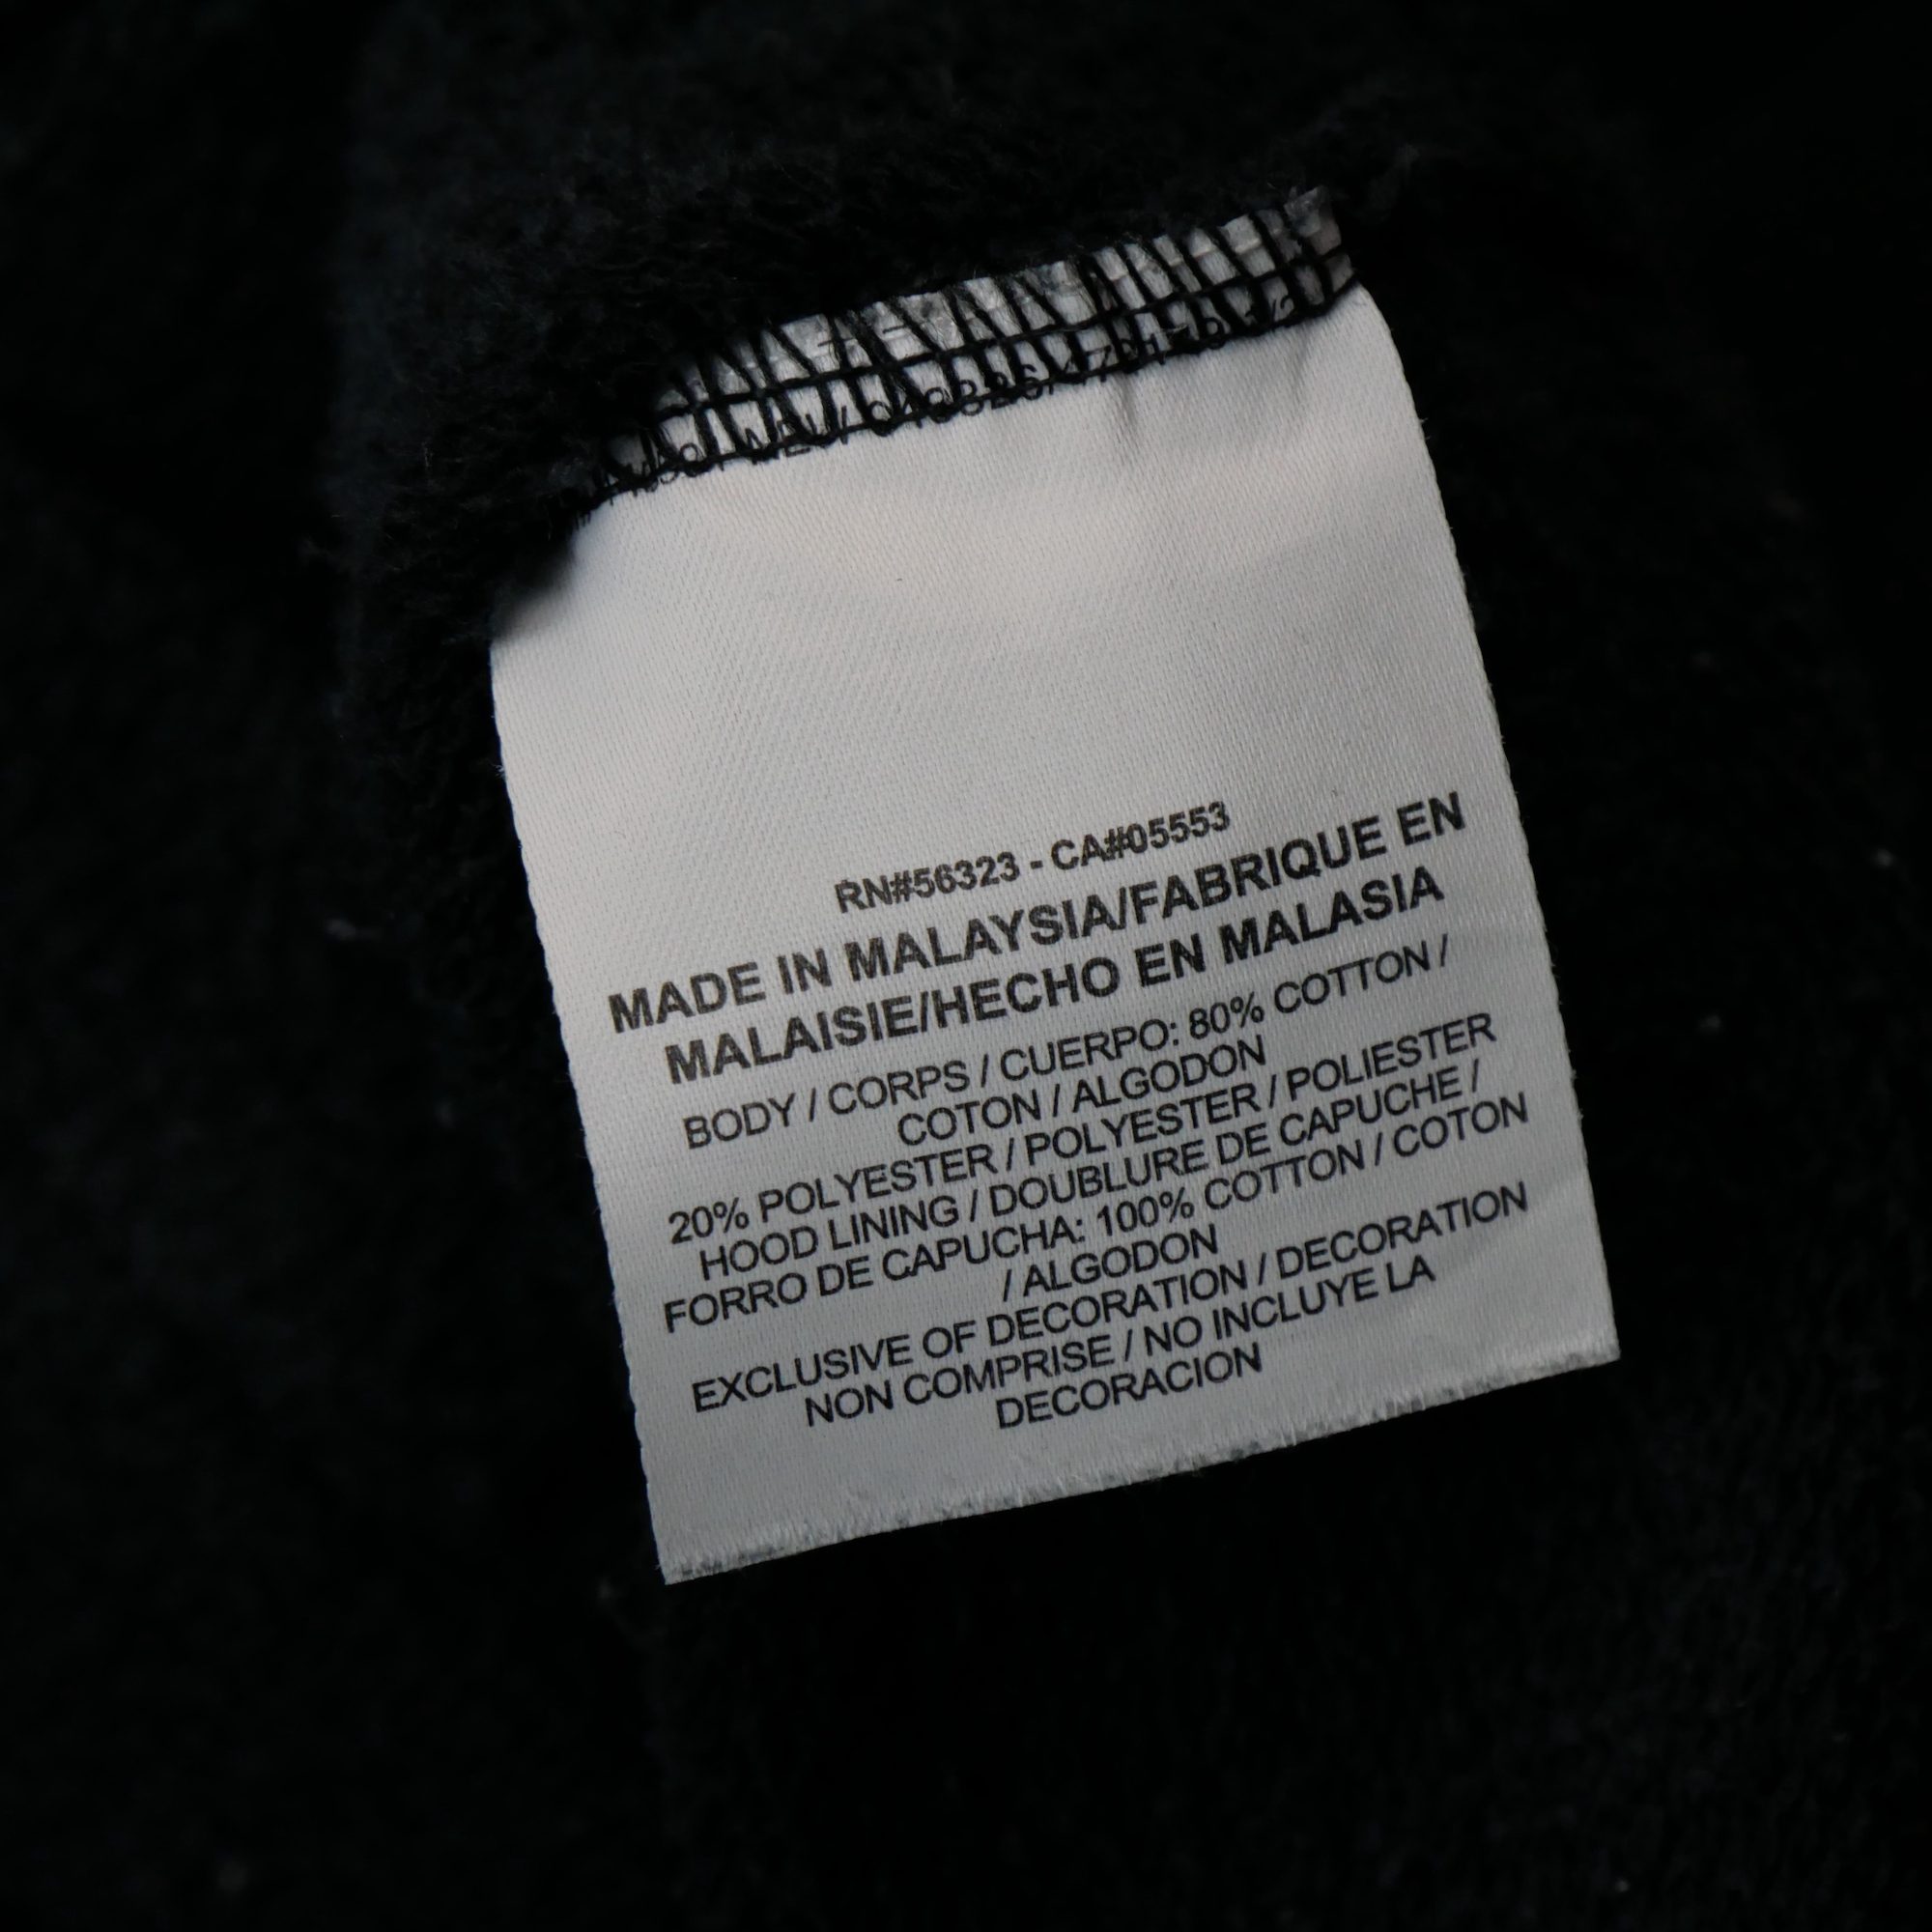 RN#56323 - CA#05553
MADE IN MALAYSIA/FABRIQUE EN
MALAISIE/HECHO EN MALASIA
BODY / CORPS / CUERPO: 80% COTTON /
COTON / ALGODON
20% POLYESTER / POLYESTER / POLIESTER
HOOD LINING / DOUBLURE DE CAPUCHE /
FORRO DE CAPUCHA: 100% COTTON / COTON
/ ALGODON
EXCLUSIVE OF DECORATION / DECORATION
NON COMPRISE / NO INCLUYE LA
DECORACION